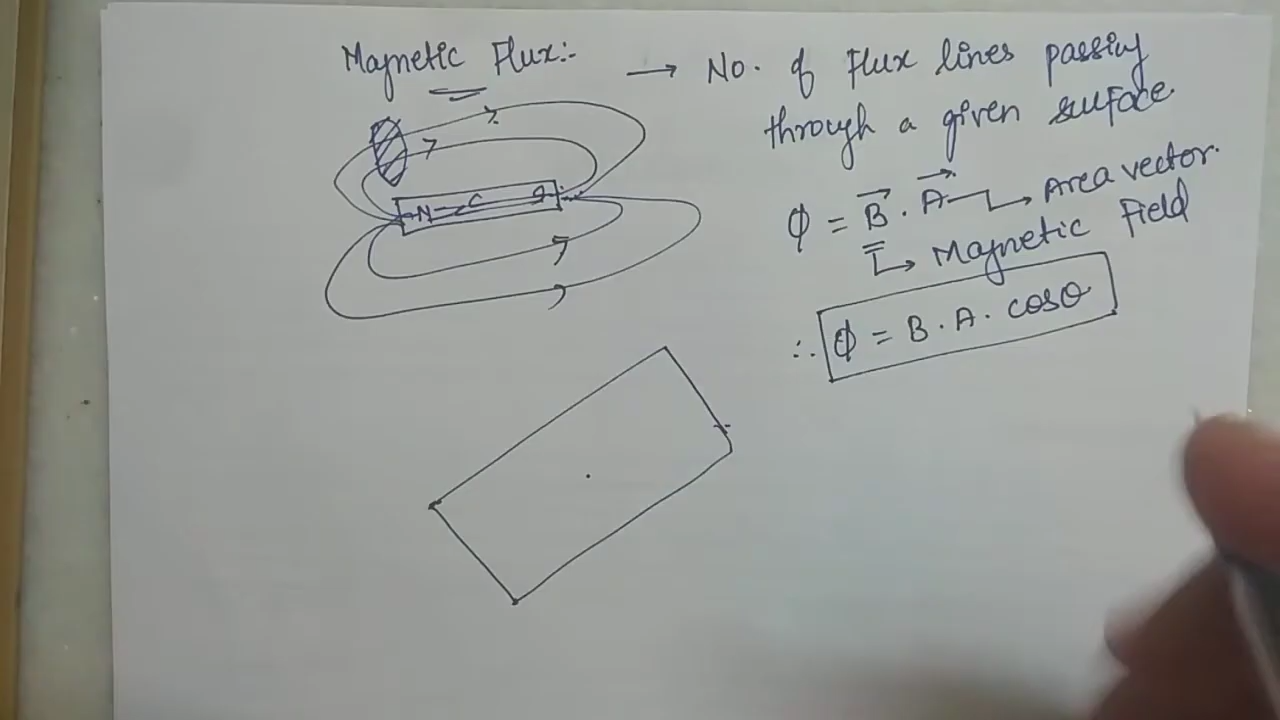 Magnetic Flux:-
→ No. of Flux lines passing
through a given surface.
ϕ = B⃗ . A⃗ → Area vector.
→ Magnetic Field
∴ ϕ = B . A . cosθ
N